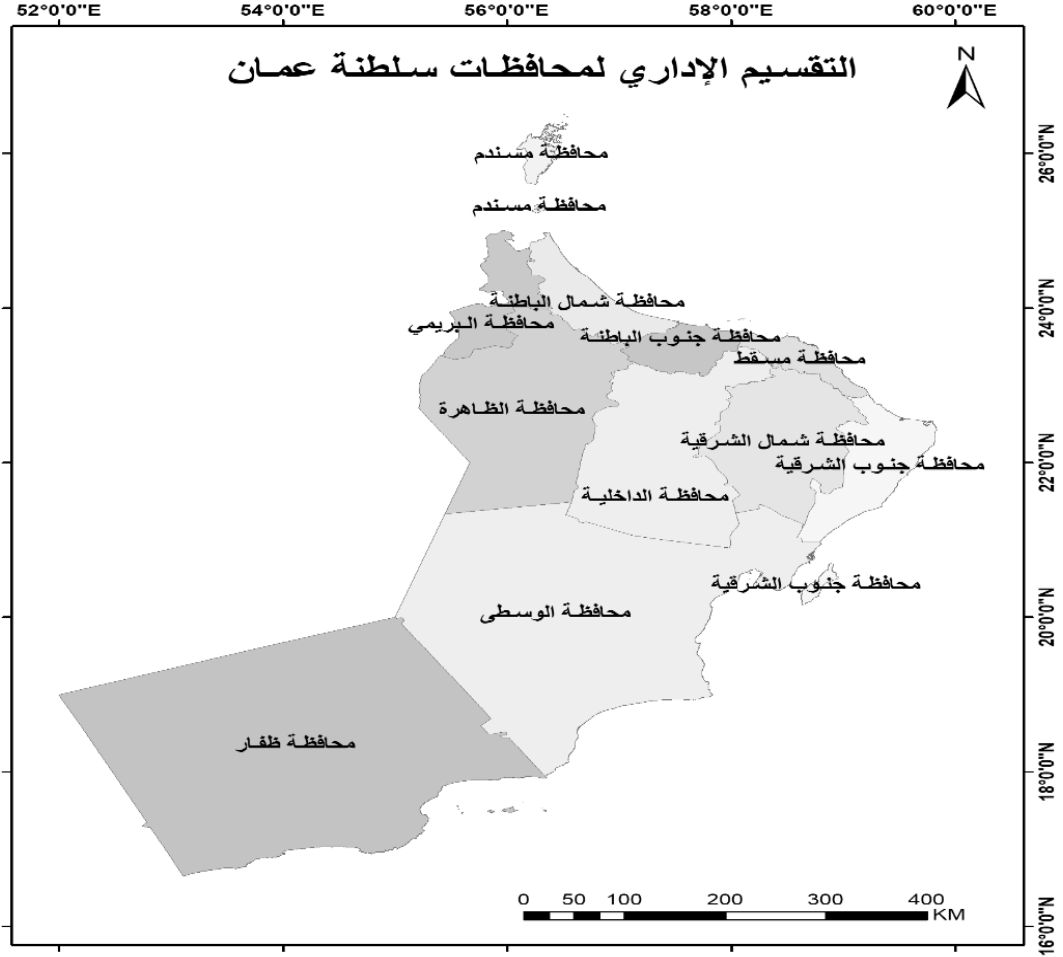 52°0'0"E 54°0'0"E 56°0'0"E 58°0'0"E 60°0'0"E
التقسيم الإداري لمحافظات سلطنة عمان
N
محافظة مسندم
26°0'0"N
محافظة مسندم
محافظة شمال الباطنة
24°0'0"N
محافظة البريمي
محافظة جنوب الباطنة
محافظة مسقط
محافظة الظاهرة
محافظة شمال الشرقية
محافظة جنوب الشرقية
22°0'0"N
محافظة الداخلية
محافظة جنوب الشرقية
محافظة الوسطى
20°0'0"N
محافظة ظفار
18°0'0"N
0 50 100 200 300 400
KM
16°0'0"N